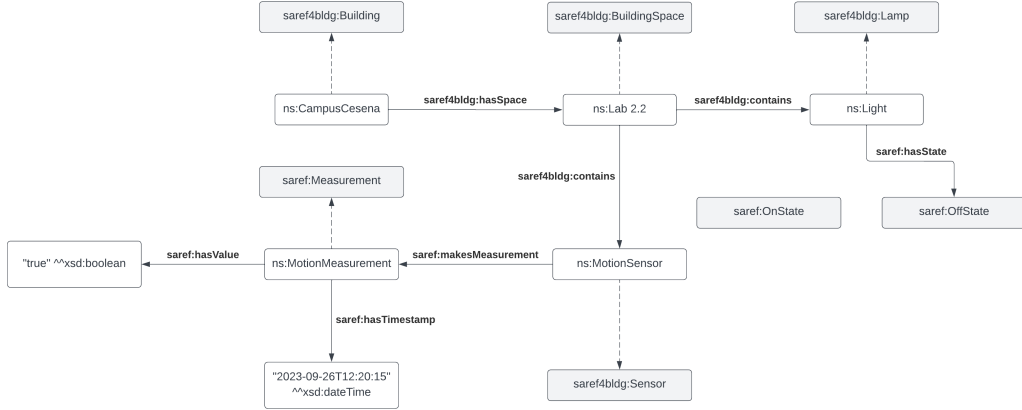 saref4bldg:Building
saref4bldg:BuildingSpace
saref4bldg:Lamp
ns:CampusCesena
saref4bldg:hasSpace
ns:Lab 2.2
saref4bldg:contains
ns:Light
saref:hasState
saref4bldg:contains
saref:Measurement
saref:OnState
saref:OffState
"true" ^^xsd:boolean
saref:hasValue
ns:MotionMeasurement
saref:makesMeasurement
ns:MotionSensor
saref:hasTimestamp
"2023-09-26T12:20:15"
^^xsd:dateTime
saref4bldg:Sensor